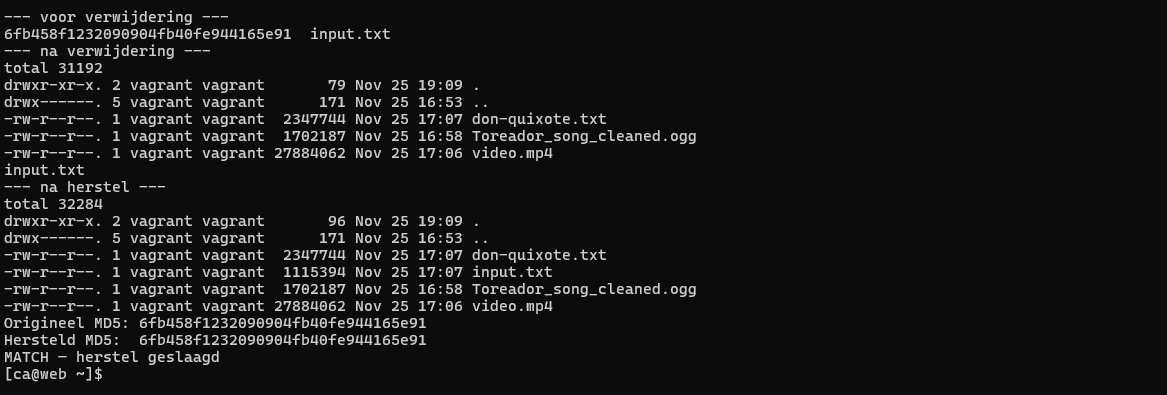 --- voor verwijdering ---
6fb458f1232090904fb40fe944165e91  input.txt
--- na verwijdering ---
total 31192
drwxr-xr-x. 2 vagrant vagrant       79 Nov 25 19:09 .
drwx------. 5 vagrant vagrant      171 Nov 25 16:53 ..
-rw-r--r--. 1 vagrant vagrant  2347744 Nov 25 17:07 don-quixote.txt
-rw-r--r--. 1 vagrant vagrant  1702187 Nov 25 16:58 Toreador_song_cleaned.ogg
-rw-r--r--. 1 vagrant vagrant 27884062 Nov 25 17:06 video.mp4
input.txt
--- na herstel ---
total 32284
drwxr-xr-x. 2 vagrant vagrant       96 Nov 25 19:09 .
drwx------. 5 vagrant vagrant      171 Nov 25 16:53 ..
-rw-r--r--. 1 vagrant vagrant  2347744 Nov 25 17:07 don-quixote.txt
-rw-r--r--. 1 vagrant vagrant  1115394 Nov 25 17:07 input.txt
-rw-r--r--. 1 vagrant vagrant  1702187 Nov 25 16:58 Toreador_song_cleaned.ogg
-rw-r--r--. 1 vagrant vagrant 27884062 Nov 25 17:06 video.mp4
Origineel MD5: 6fb458f1232090904fb40fe944165e91
Hersteld MD5:  6fb458f1232090904fb40fe944165e91
MATCH — herstel geslaagd
[ca@web ~]$